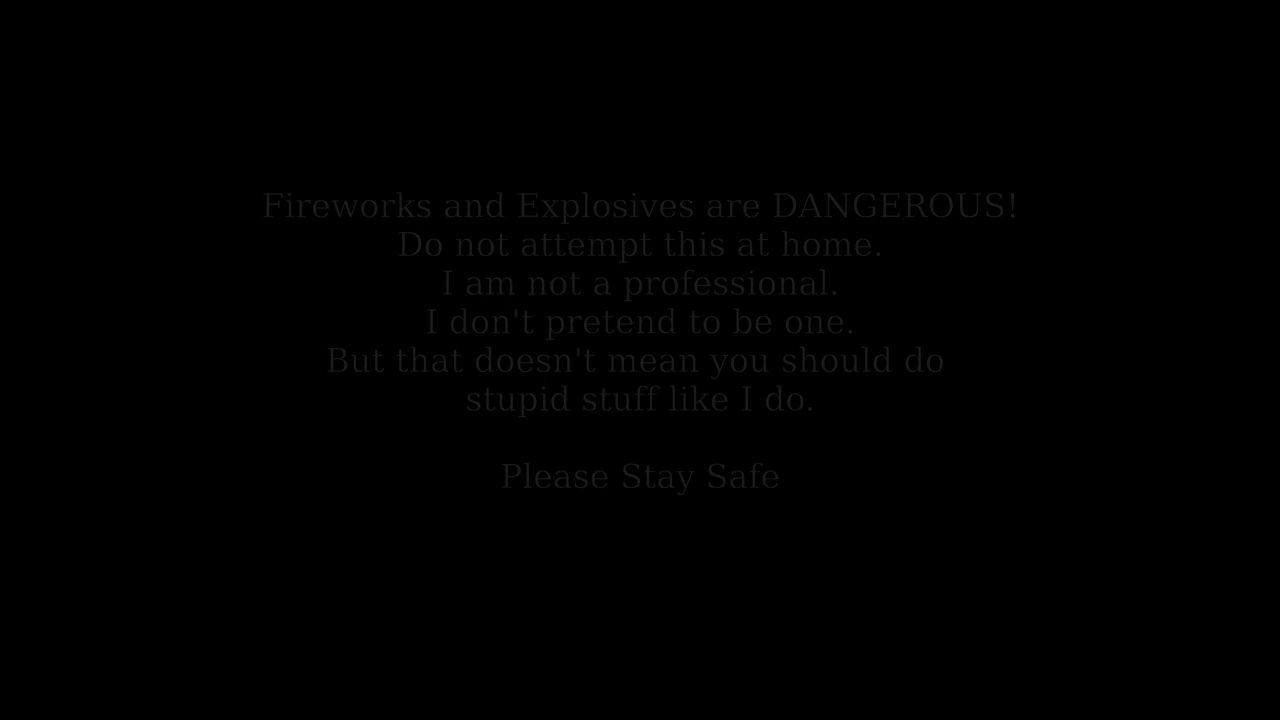 Fireworks and Explosives are DANGEROUS!
Do not attempt this at home.
I am not a professional.
I don't pretend to be one.
But that doesn't mean you should do
stupid stuff like I do.
Please Stay Safe